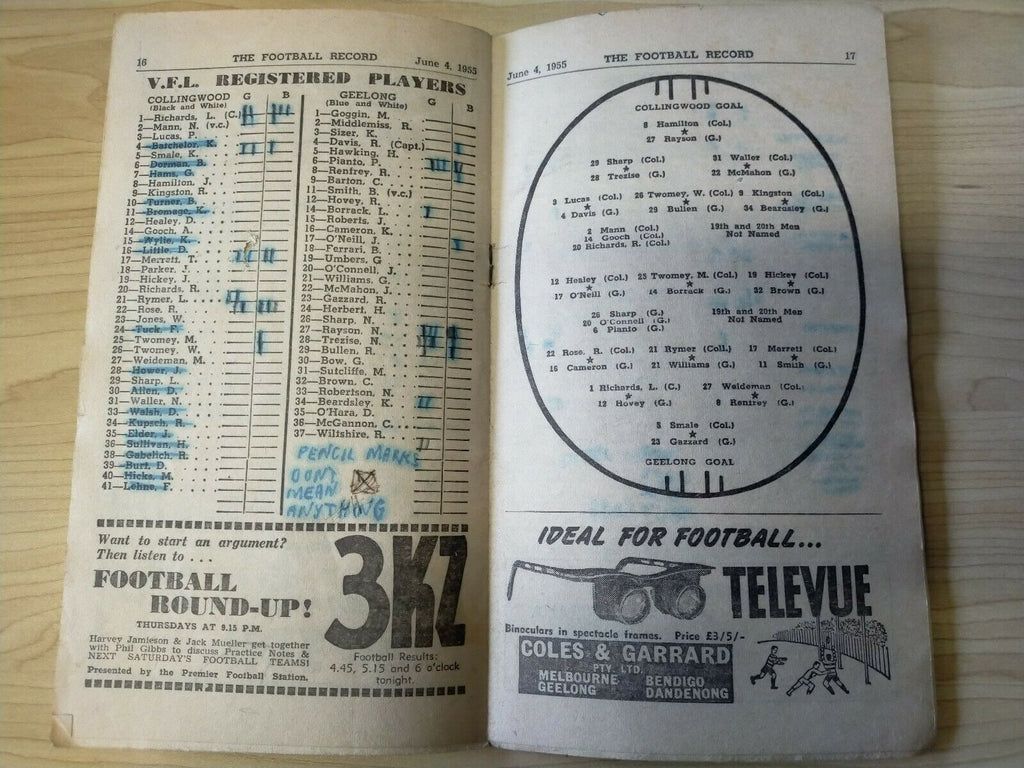 16 THE FOOTBALL RECORD June 4, 1955
V.F.L. REGISTERED PLAYERS
COLLINGWOOD G B
(Black and White)
1—Richards, L. (C.)
2—Mann, N. (v.c.)
3—Lucas, P.
4—Batchelor, K.
5—Smale, K.
6—Dorman, B.
7—Hams, G.
8—Hamilton, J.
9—Kingston, R.
10—Turner, B.
11—Bromage, K.
12—Healey, D.
14—Gooch, A.
15—Wylie, K.
16—Little, D.
17—Merrett, T.
18—Parker, J.
19—Hickey, J.
20—Richards, R.
21—Rymer, L.
22—Rose, R.
23—Jones, W.
24—Tuck, F.
25—Twomey, M.
26—Twomey, W.
27—Weideman, M.
28—Hower, J.
29—Sharp, L.
30—Allen, D.
31—Waller, N.
33—Walsh, D.
34—Kupsch, R.
35—Elder, J.
36—Sullivan, H.
38—Gabelich, R.
39—Burt, D.
40—Hicks, M.
41—Lehne, F.
GEELONG G B
(Blue and White)
1—Goggin, M.
2—Middlemiss, R.
3—Sizer, K.
4—Davis, R. (Capt.)
5—Hawking, H.
6—Pianto, P.
8—Renfrey, R.
9—Barton, C.
11—Smith, B. (v.c.)
12—Hovey, R.
14—Borrack, L.
15—Roberts, J.
16—Cameron, K.
17—O'Neill, J.
18—Ferrari, B.
19—Umbers, G
20—O'Connell, J.
21—Williams, G.
22—McMahon, J.
23—Gazzard, R.
24—Herbert, H.
26—Sharp, N.
27—Rayson, N.
28—Trezise, N.
29—Bullen, R.
30—Bow, G.
31—Sutcliffe, M.
32—Brown, C.
33—Robertson, N.
34—Beardsley, K.
35—O'Hara, D.
36—McGannon, C.
37—Wiltshire, R.
PENCIL MARKS
DONT
MEAN
ANYTHING
Want to start an argument?
Then listen to . . .
FOOTBALL
ROUND-UP!
THURSDAYS AT 9.15 P.M.
Harvey Jamieson & Jack Mueller get together
with Phil Gibbs to discuss Practice Notes &
NEXT SATURDAY'S FOOTBALL TEAMS!
Presented by the Premier Football Station.
3KZ
Football Results:
4.45, 5.15 and 6 o'clock
tonight.
June 4, 1955 THE FOOTBALL RECORD 17
COLLINGWOOD GOAL
8 Hamilton (Col.)
27 Rayson (G.)
29 Sharp (Col.) 31 Waller (Col.)
28 Trezise (G.) 22 McMahon (G.)
3 Lucas (Col.) 26 Twomey, W. (Col.) 9 Kingston (Col.)
4 Davis (G.) 29 Bullen (G.) 34 Beardsley (G.)
2 Mann (Col.) 19th and 20th Men
14 Gooch (Col.) Not Named
20 Richards, R. (Col.)
12 Healey (Col.) 25 Twomey, M. (Col.) 19 Hickey (Col.)
17 O'Neill (G.) 14 Borrack (G.) 32 Brown (G.)
26 Sharp (G.) 19th and 20th Men
20 O'Connell (G.) Not Named
6 Pianto (G.)
22 Rose, R. (Col.) 21 Rymer (Coll.) 17 Merrett (Col.)
16 Cameron (G.) 21 Williams (G.) 11 Smith (G.)
1 Richards, L. (C.) 27 Weideman (Col.
12 Hovey (G.) 8 Renfrey (G.)
5 Smale (Col.)
23 Gazzard (G.)
GEELONG GOAL
IDEAL FOR FOOTBALL...
TELEVUE
Binoculars in spectacle frames. Price £3/5/-
COLES & GARRARD
PTY LTD.
MELBOURNE BENDIGO
GEELONG DANDENONG